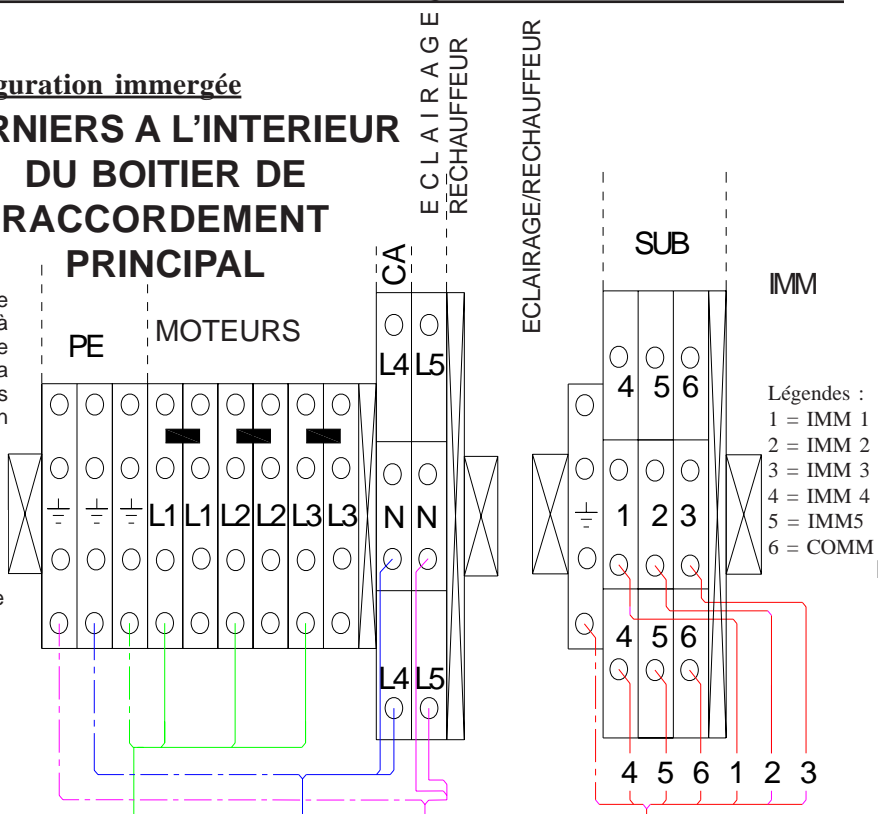 guration immergée
RNIERS A L'INTERIEUR
DU BOITIER DE
RACCORDEMENT
PRINCIPAL
ECLAIRAGE
RECHAUFFEUR
ECLAIRAGE/RECHAUFFEUR
CA
SUB
IMM
PE
MOTEURS
e
à
e
a
s
n
L4 L5
4 5 6
L1 L1 L2 L2 L3 L3
N N
1 2 3
Légendes :
1 = IMM 1
2 = IMM 2
3 = IMM 3
4 = IMM 4
5 = IMM5
6 = COMM
e
4 5 6
L4 L5
4 5 6 1 2 3